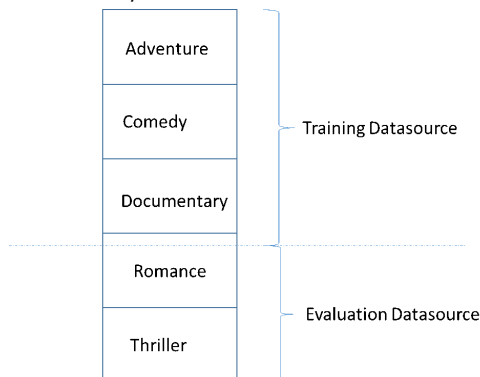 Adventure
Comedy
Training Datasource
Documentary
Romance
Evaluation Datasource
Thriller